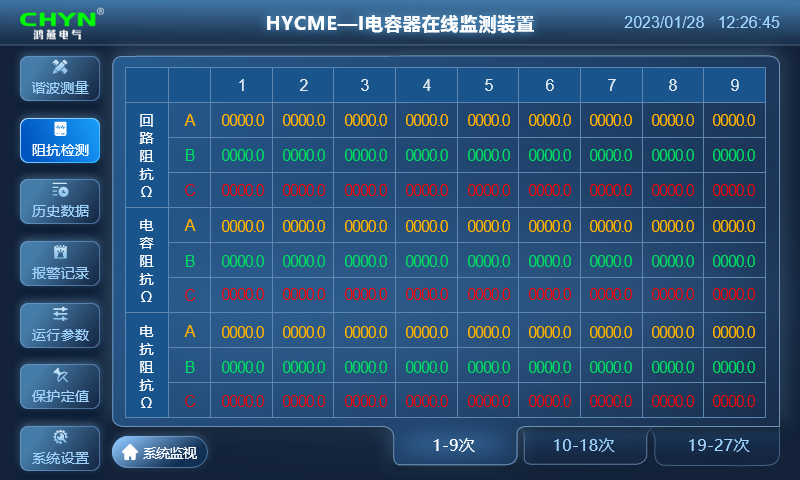 CHYN®
鸿燕电气
HYCME—I电容器在线监测装置
2023/01/28 12:26:45
谐波测量
阻抗检测
历史数据
报警记录
运行参数
保护定值
系统设置
1 2 3 4 5 6 7 8 9
回路阻抗Ω
A 0000.0 0000.0 0000.0 0000.0 0000.0 0000.0 0000.0 0000.0 0000.0
B 0000.0 0000.0 0000.0 0000.0 0000.0 0000.0 0000.0 0000.0 0000.0
C 0000.0 0000.0 0000.0 0000.0 0000.0 0000.0 0000.0 0000.0 0000.0
电容阻抗Ω
A 0000.0 0000.0 0000.0 0000.0 0000.0 0000.0 0000.0 0000.0 0000.0
B 0000.0 0000.0 0000.0 0000.0 0000.0 0000.0 0000.0 0000.0 0000.0
C 0000.0 0000.0 0000.0 0000.0 0000.0 0000.0 0000.0 0000.0 0000.0
电抗阻抗Ω
A 0000.0 0000.0 0000.0 0000.0 0000.0 0000.0 0000.0 0000.0 0000.0
B 0000.0 0000.0 0000.0 0000.0 0000.0 0000.0 0000.0 0000.0 0000.0
C 0000.0 0000.0 0000.0 0000.0 0000.0 0000.0 0000.0 0000.0 0000.0
系统监视
1-9次
10-18次
19-27次